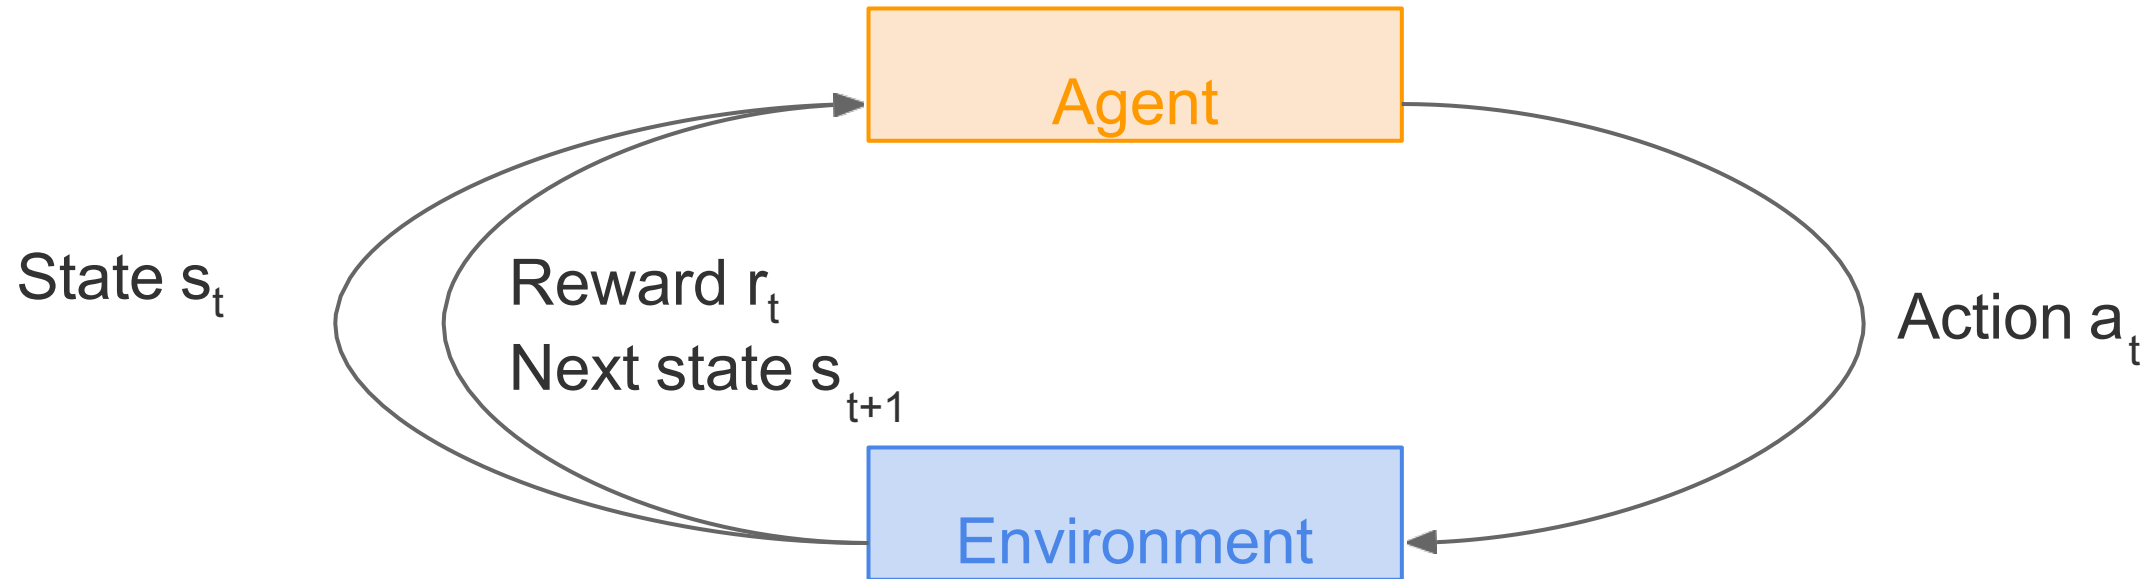 Agent
State sₜ
Reward rₜ
Next state sₜ₊₁
Action aₜ
Environment